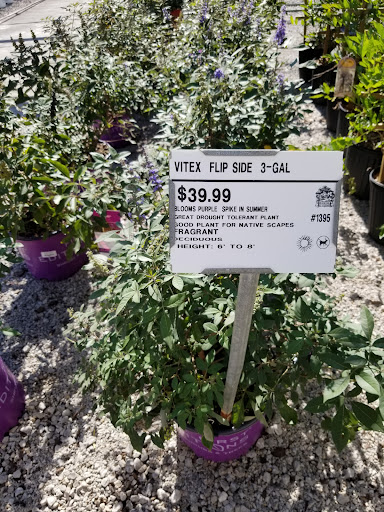 VITEX FLIP SIDE 3-GAL
$39.99
BLOOMS PURPLE SPIKE IN SUMMER
GREAT DROUGHT TOLERANT PLANT #1395
GOOD PLANT FOR NATIVE SCAPES
FRAGRANT
DECIDUOUS
HEIGHT: 6' TO 8'